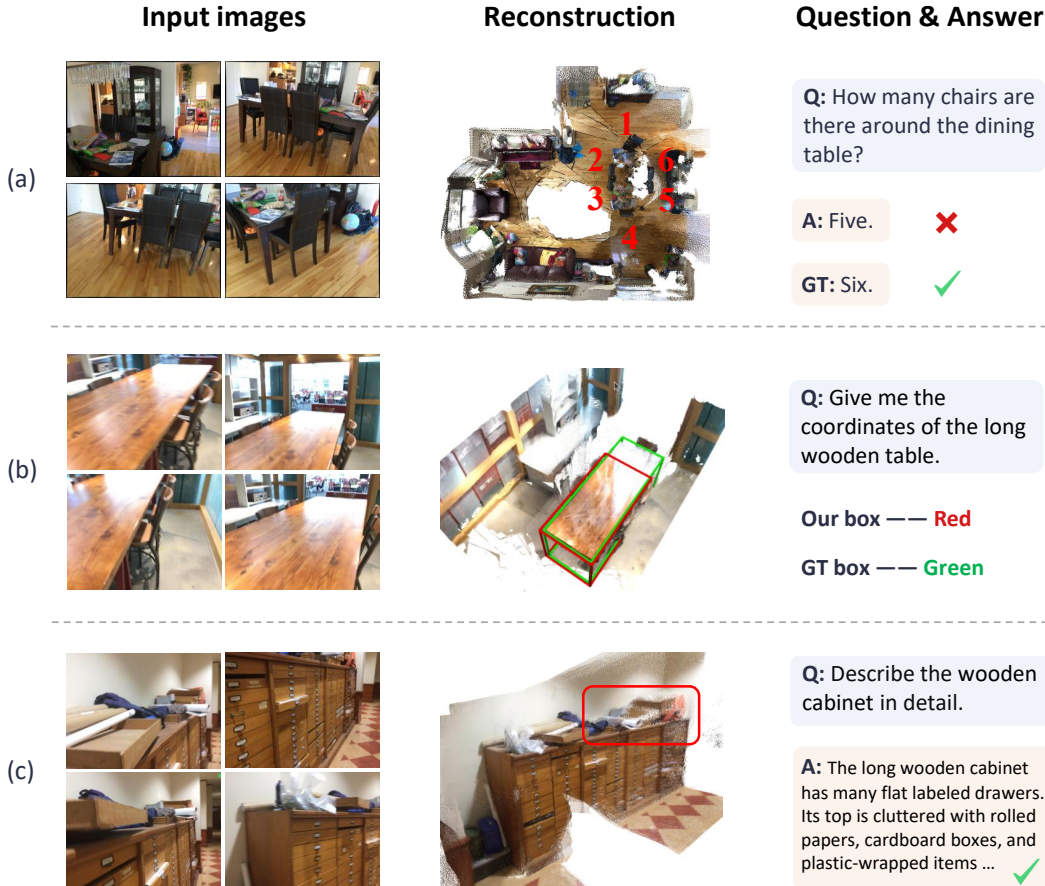 Input images
Reconstruction
Question & Answer
(a)
1
2
6
3
5
4
Q: How many chairs are
there around the dining
table?
A: Five.
GT: Six.
(b)
Q: Give me the
coordinates of the long
wooden table.
Our box —— Red
GT box —— Green
(c)
Q: Describe the wooden
cabinet in detail.
A: The long wooden cabinet
has many flat labeled drawers.
Its top is cluttered with rolled
papers, cardboard boxes, and
plastic-wrapped items ...